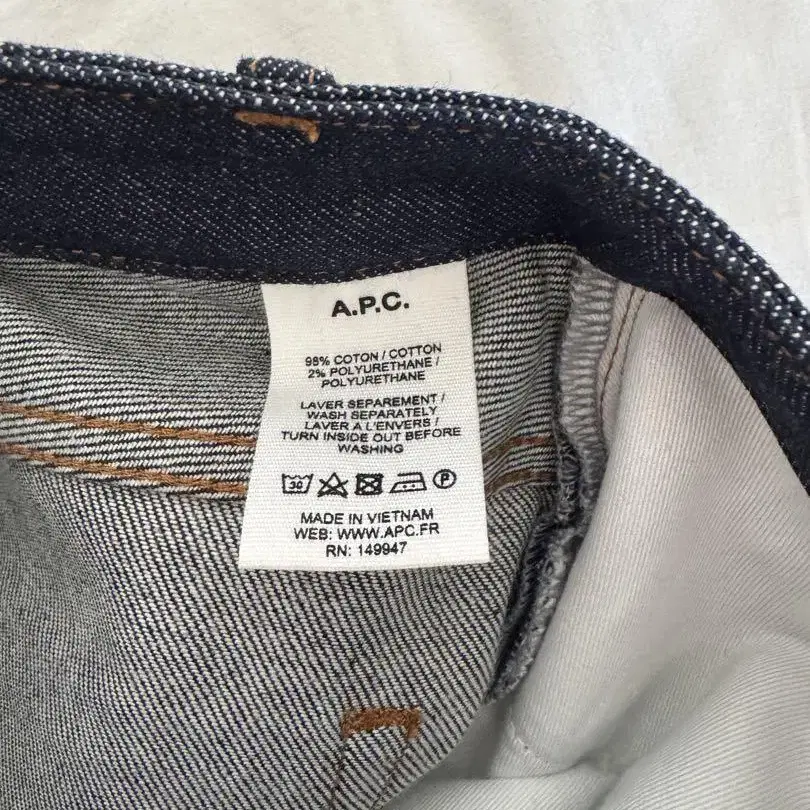 A.P.C.
98% COTON / COTTON
2% POLYURETHANE /
POLYURETHANE
LAVER SEPAREMENT /
WASH SEPARATELY
LAVER A L'ENVERS /
TURN INSIDE OUT BEFORE
WASHING
30 P
MADE IN VIETNAM
WEB: WWW.APC.FR
RN: 149947